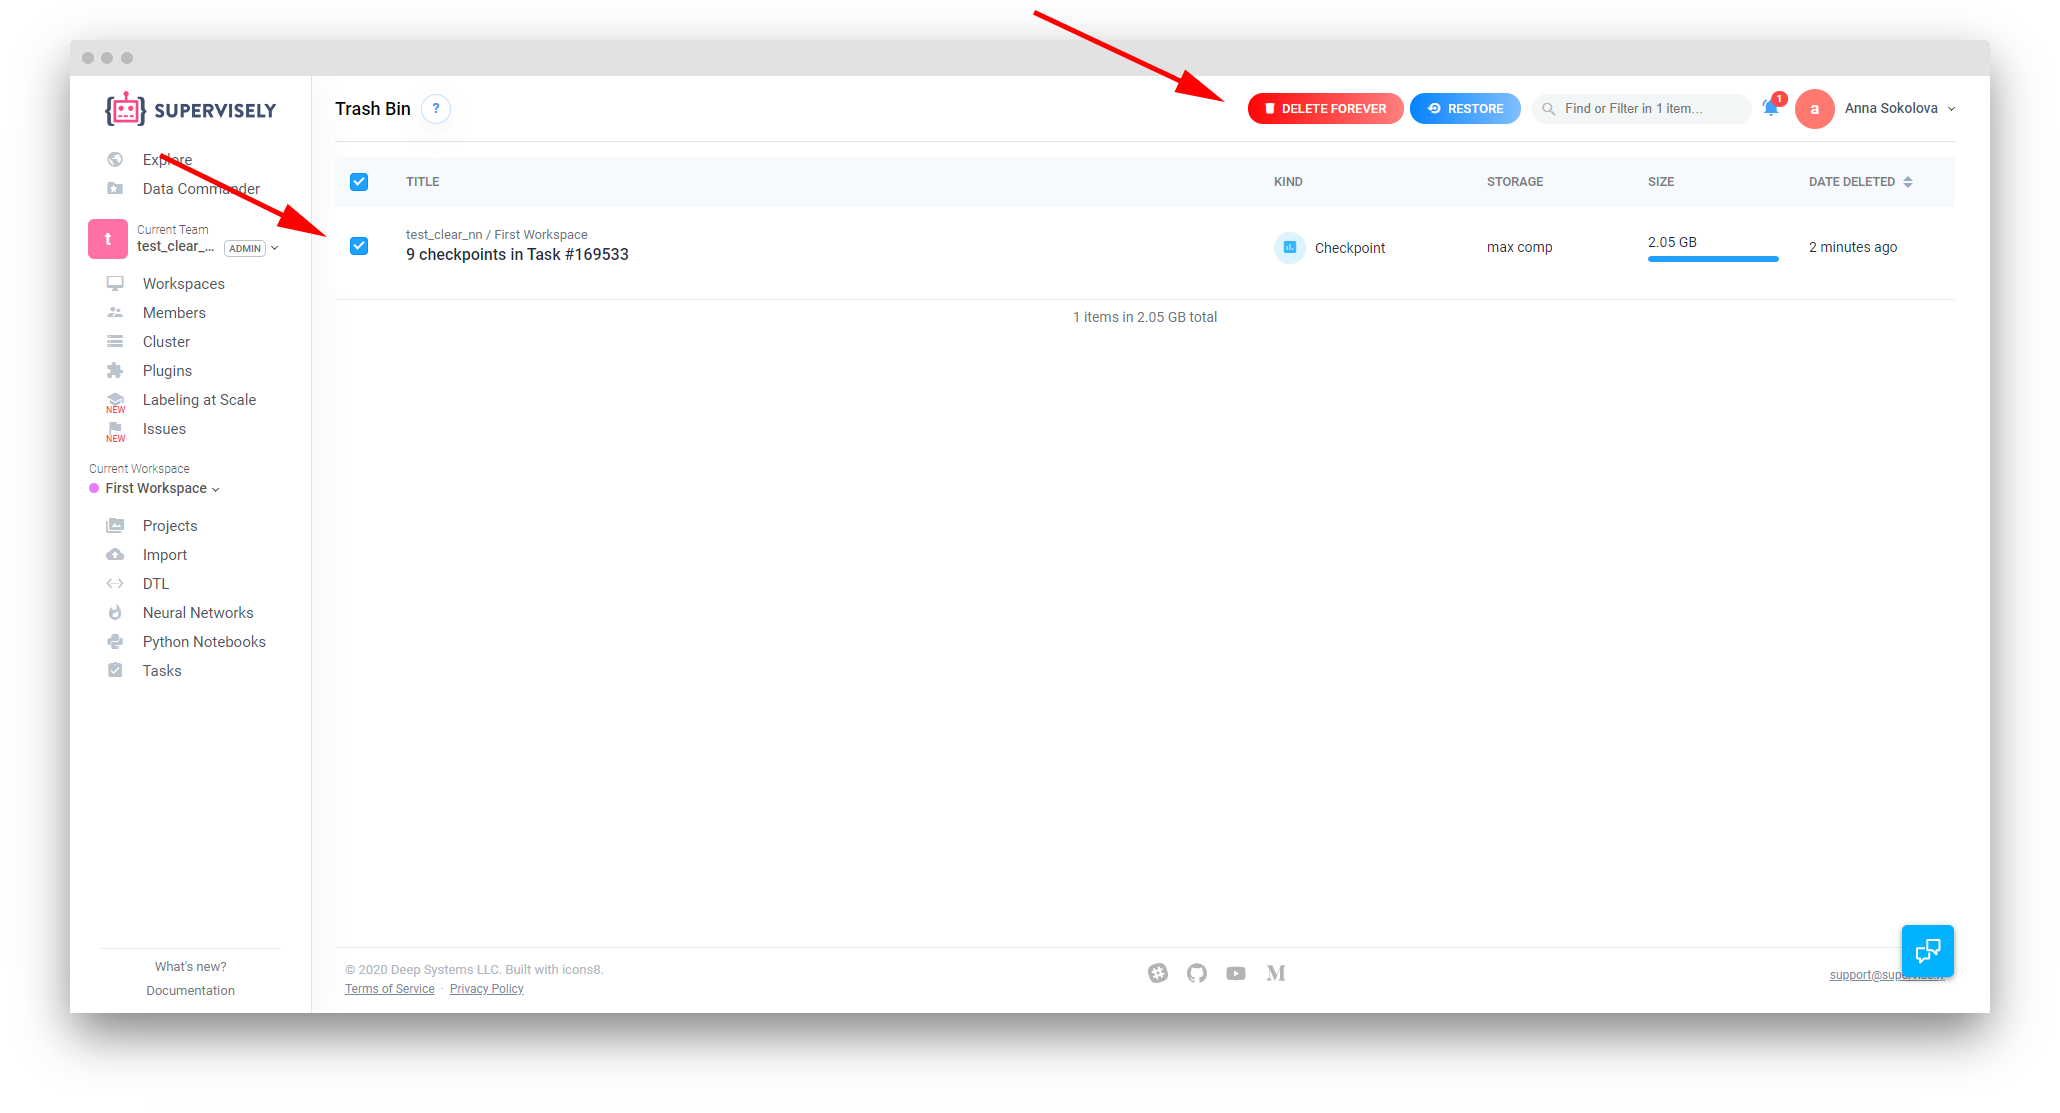 SUPERVISELY
Explore
Data Commander
t
Current Team
test_clear_...
ADMIN
Workspaces
Members
Cluster
Plugins
Labeling at Scale
NEW
Issues
NEW
Current Workspace
First Workspace
Projects
Import
DTL
Neural Networks
Python Notebooks
Tasks
What's new?
Documentation
Trash Bin ?
DELETE FOREVER
RESTORE
Find or Filter in 1 item...
1
a
Anna Sokolova
TITLE KIND STORAGE SIZE DATE DELETED
test_clear_nn / First Workspace
9 checkpoints in Task #169533
Checkpoint
max comp
2.05 GB
2 minutes ago
1 items in 2.05 GB total
© 2020 Deep Systems LLC. Built with icons8.
Terms of Service · Privacy Policy
M